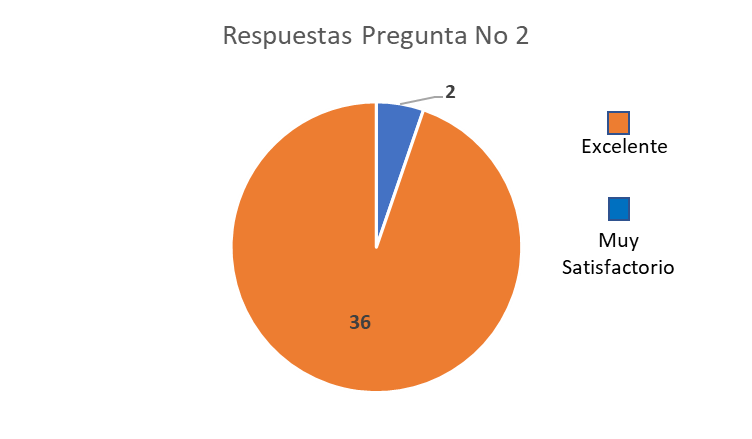 Respuestas Pregunta No 2
2
36
Excelente
Muy
Satisfactorio